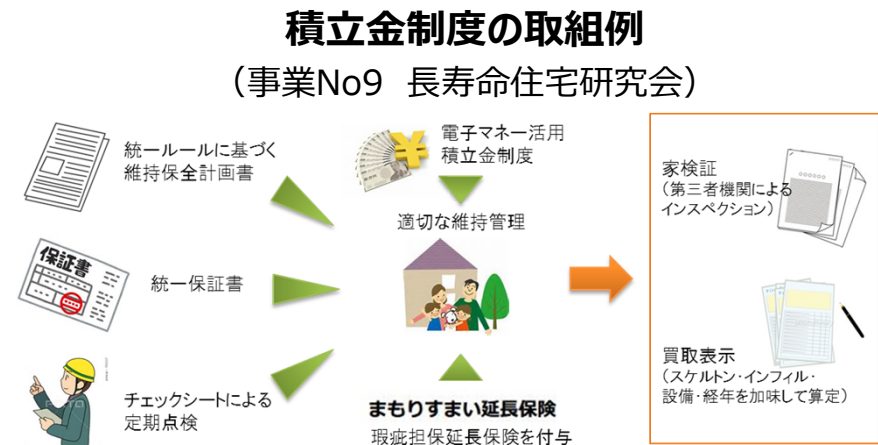 積立金制度の取組例
（事業No9 長寿命住宅研究会）
統一ルールに基づく
維持保全計画書
電子マネー活用
積立金制度
家検証
（第三者機関による
インスペクション）
適切な維持管理
保証書
統一保証書
買取表示
（スケルトン・インフィル・
設備・経年を加味して算定）
チェックシートによる
定期点検
まもりすまい延長保険
瑕疵担保延長保険を付与